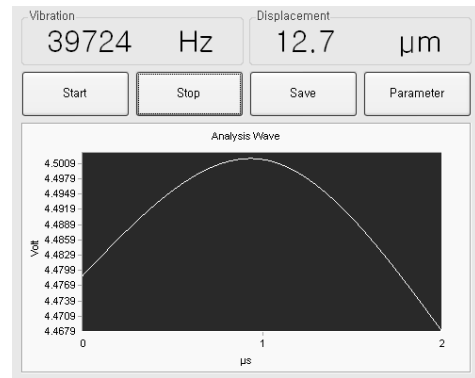 Vibration
39724 Hz
Displacement
12.7 μm
Start
Stop
Save
Parameter
Analysis Wave
Volt
4.5009
4.4979
4.4949
4.4919
4.4889
4.4859
4.4829
4.4799
4.4769
4.4739
4.4709
4.4679
0 1 2
μs